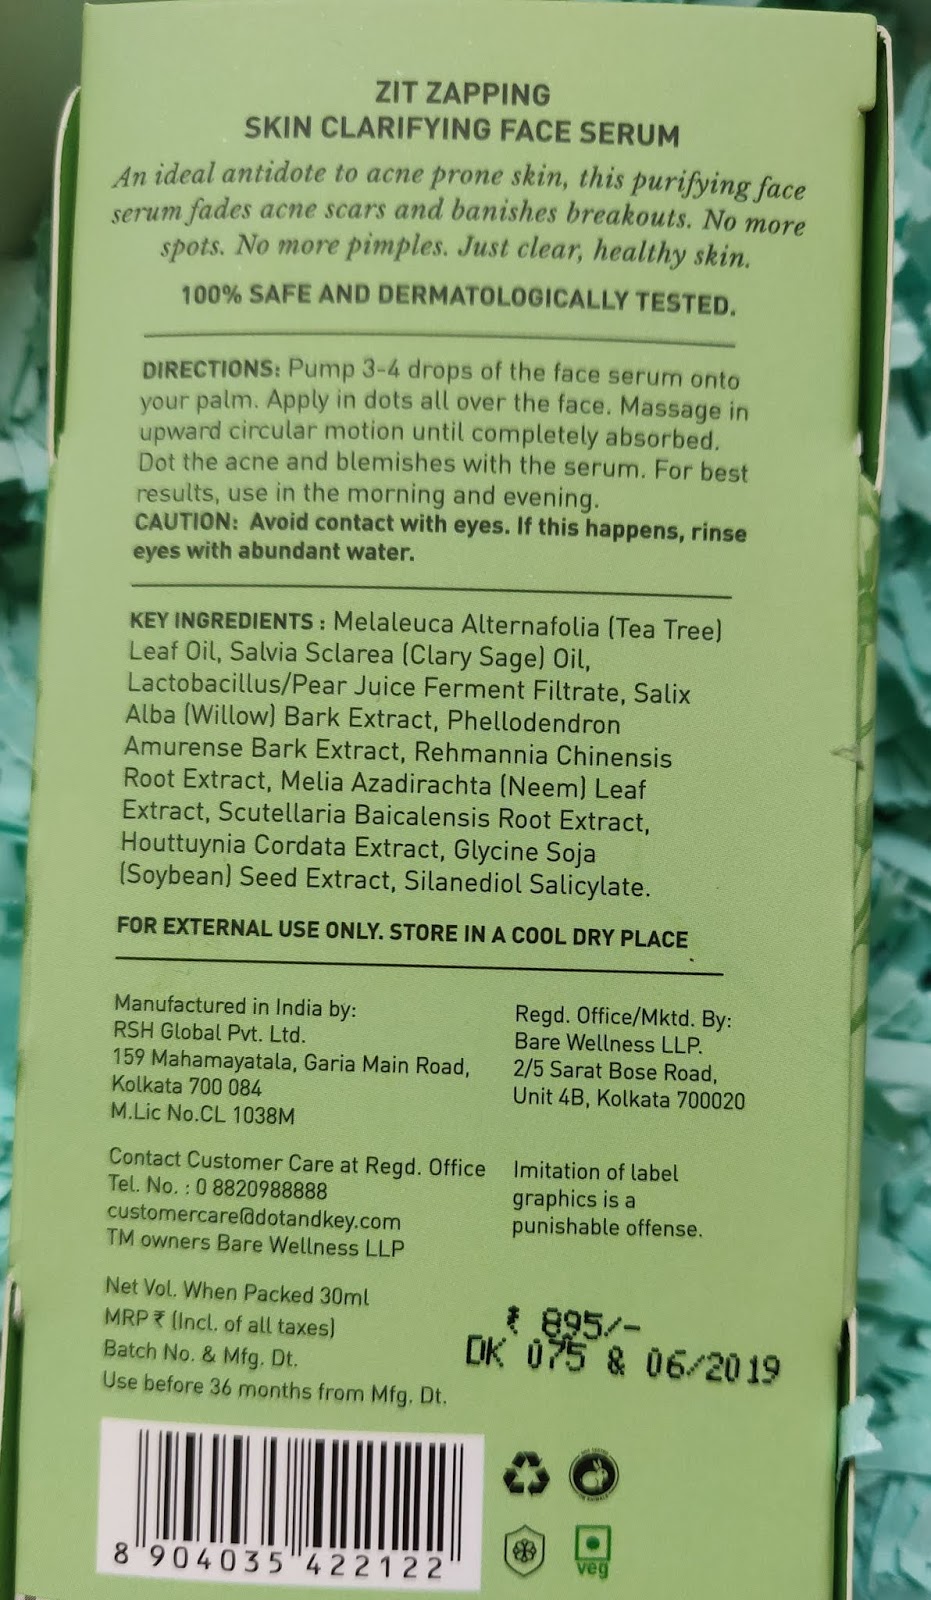 ZIT ZAPPING
SKIN CLARIFYING FACE SERUM
An ideal antidote to acne prone skin, this purifying face
serum fades acne scars and banishes breakouts. No more
spots. No more pimples. Just clear, healthy skin.
100% SAFE AND DERMATOLOGICALLY TESTED.
DIRECTIONS: Pump 3-4 drops of the face serum onto
your palm. Apply in dots all over the face. Massage in
upward circular motion until completely absorbed.
Dot the acne and blemishes with the serum. For best
results, use in the morning and evening.
CAUTION: Avoid contact with eyes. If this happens, rinse
eyes with abundant water.
KEY INGREDIENTS : Melaleuca Alternafolia (Tea Tree)
Leaf Oil, Salvia Sclarea (Clary Sage) Oil,
Lactobacillus/Pear Juice Ferment Filtrate, Salix
Alba (Willow) Bark Extract, Phellodendron
Amurense Bark Extract, Rehmannia Chinensis
Root Extract, Melia Azadirachta (Neem) Leaf
Extract, Scutellaria Baicalensis Root Extract,
Houttuynia Cordata Extract, Glycine Soja
(Soybean) Seed Extract, Silanediol Salicylate.
FOR EXTERNAL USE ONLY. STORE IN A COOL DRY PLACE
Manufactured in India by:
RSH Global Pvt. Ltd.
159 Mahamayatala, Garia Main Road,
Kolkata 700 084
M.Lic No.CL 1038M
Regd. Office/Mktd. By:
Bare Wellness LLP.
2/5 Sarat Bose Road,
Unit 4B, Kolkata 700020
Contact Customer Care at Regd. Office
Tel. No. : 0 8820988888
customercare@dotandkey.com
TM owners Bare Wellness LLP
Imitation of label
graphics is a
punishable offense.
Net Vol. When Packed 30ml
MRP ₹ (Incl. of all taxes)
Batch No. & Mfg. Dt.
Use before 36 months from Mfg. Dt.
₹ 895/-
DK 075 & 06/2019
8 904035 422122
veg